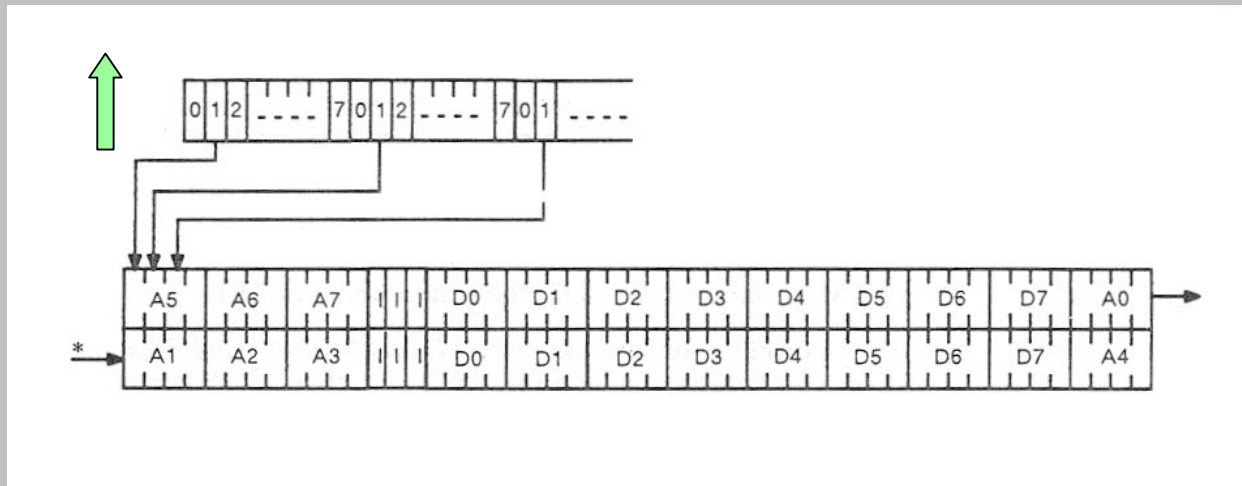 0 1 2 ---- 7 0 1 2 ---- 7 0 1 ----
A5 A6 A7 I I I D0 D1 D2 D3 D4 D5 D6 D7 A0
* A1 A2 A3 I I I D0 D1 D2 D3 D4 D5 D6 D7 A4